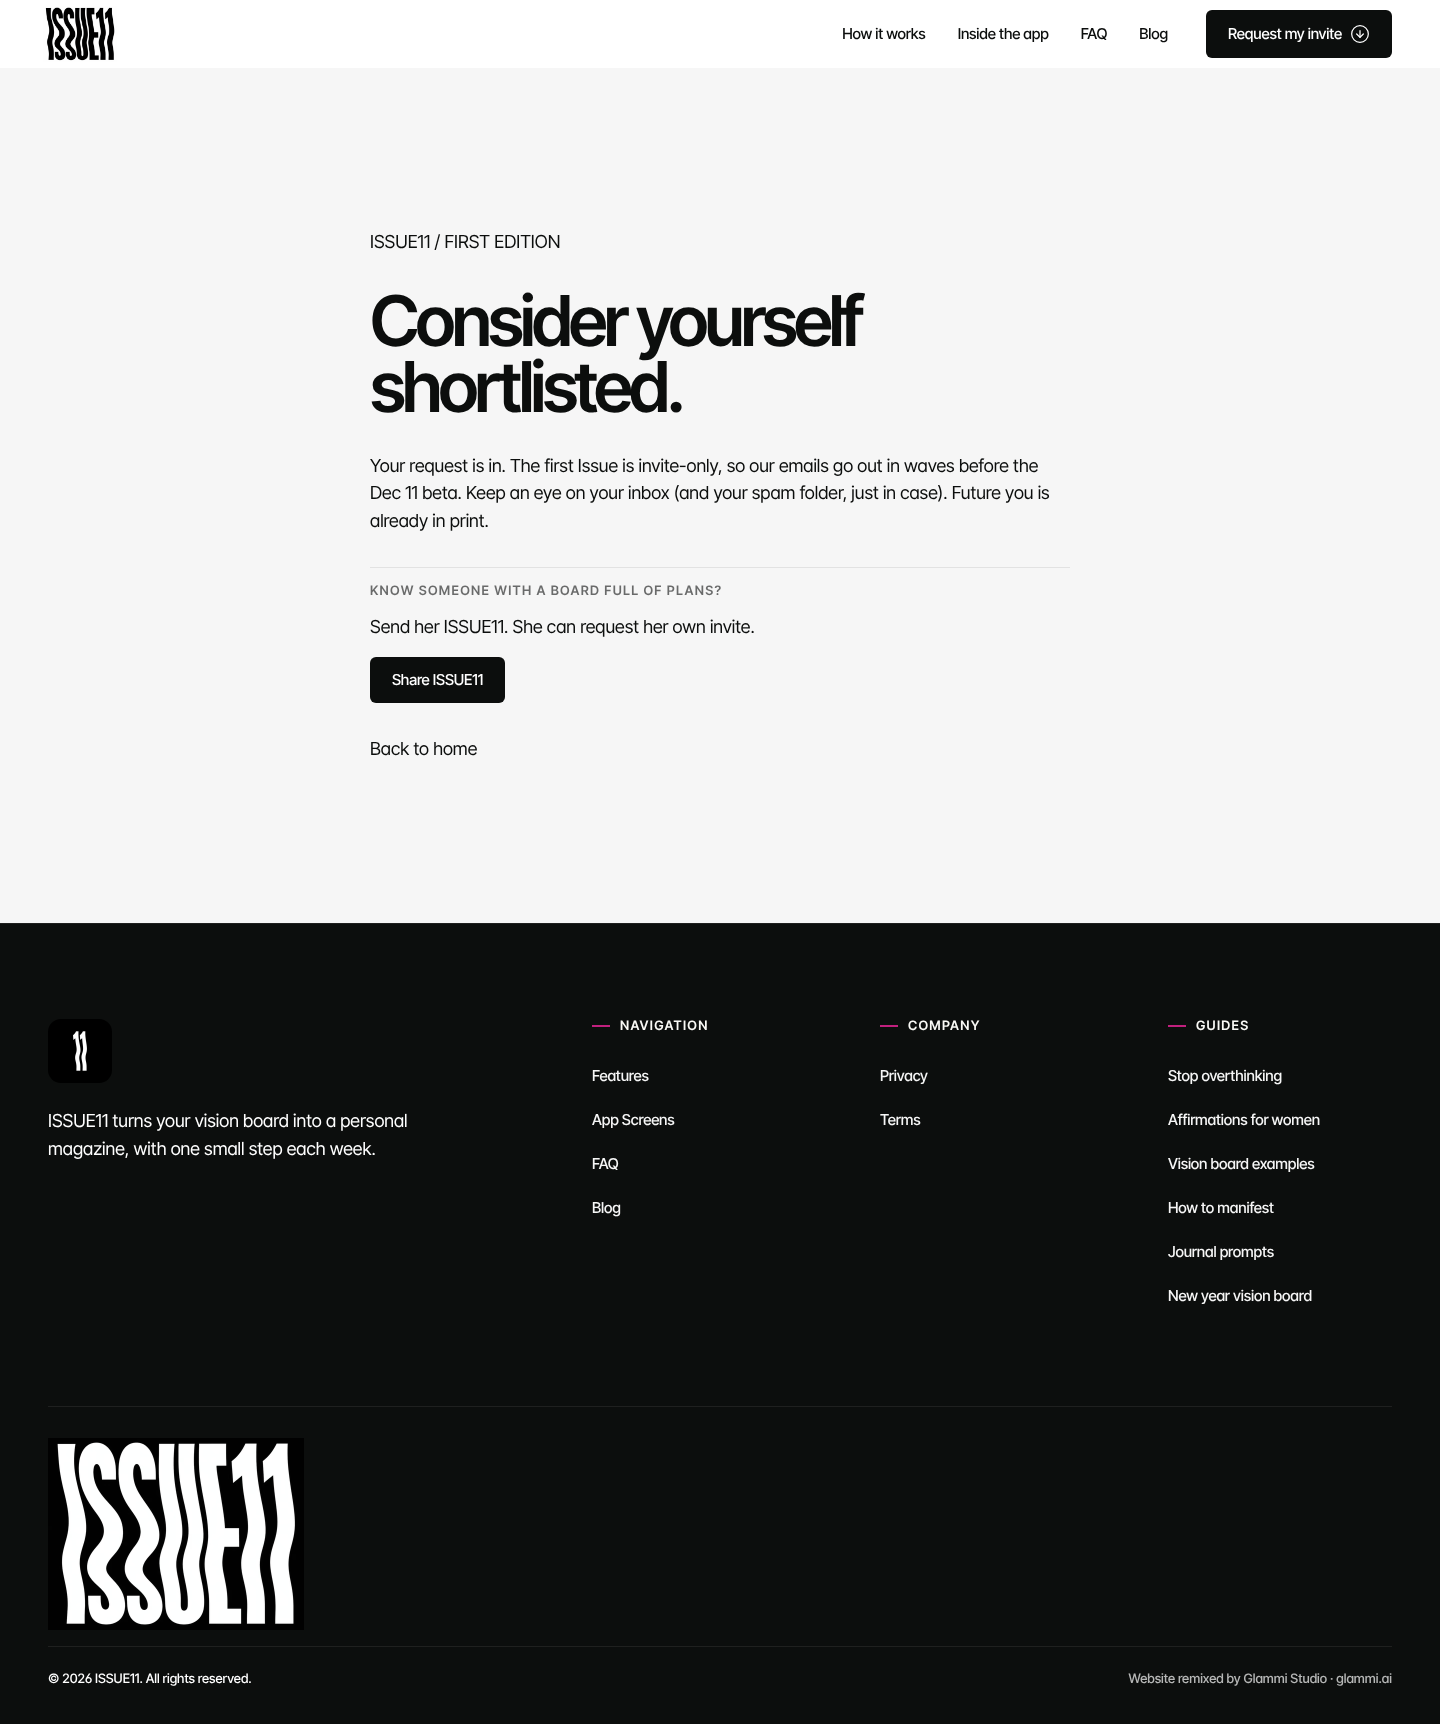 ISSUE11
How it works
Inside the app
FAQ
Blog
Request my invite
ISSUE11 / FIRST EDITION
Consider yourself
shortlisted.
Your request is in. The first Issue is invite-only, so our emails go out in waves before the
Dec 11 beta. Keep an eye on your inbox (and your spam folder, just in case). Future you is
already in print.
KNOW SOMEONE WITH A BOARD FULL OF PLANS?
Send her ISSUE11. She can request her own invite.
Share ISSUE11
Back to home
11
ISSUE11 turns your vision board into a personal
magazine, with one small step each week.
NAVIGATION
Features
App Screens
FAQ
Blog
COMPANY
Privacy
Terms
GUIDES
Stop overthinking
Affirmations for women
Vision board examples
How to manifest
Journal prompts
New year vision board
ISSUE11
© 2026 ISSUE11. All rights reserved.
Website remixed by Glammi Studio · glammi.ai